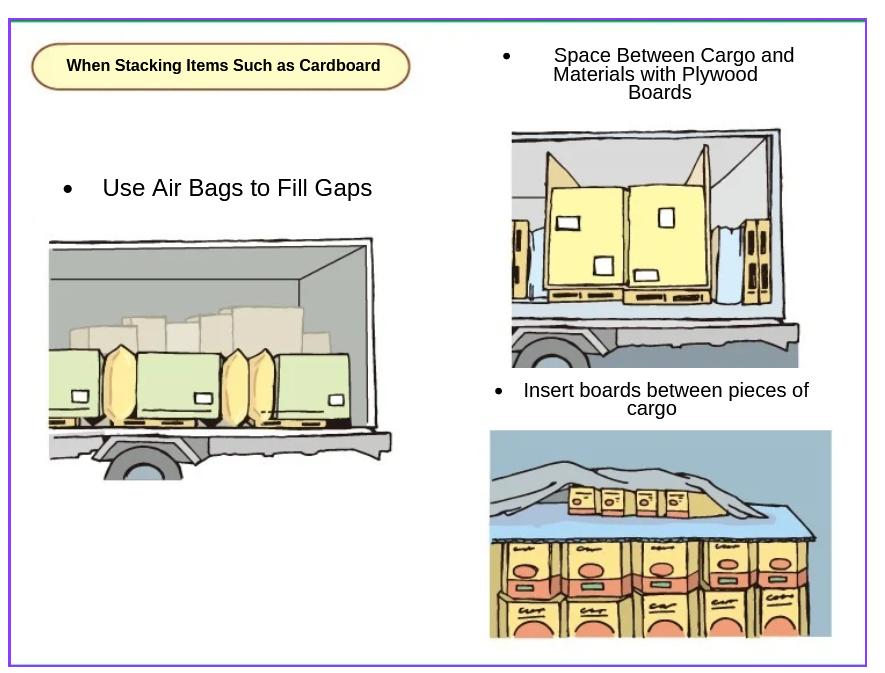 When Stacking Items Such as Cardboard
• Use Air Bags to Fill Gaps
• Space Between Cargo and
Materials with Plywood
Boards
• Insert boards between pieces of
cargo